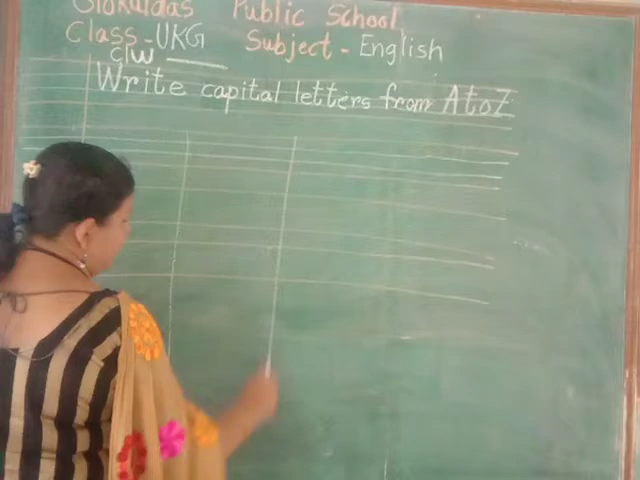 Public School
Class - UKG Subject - English
C/W
Write capital letters from A to Z